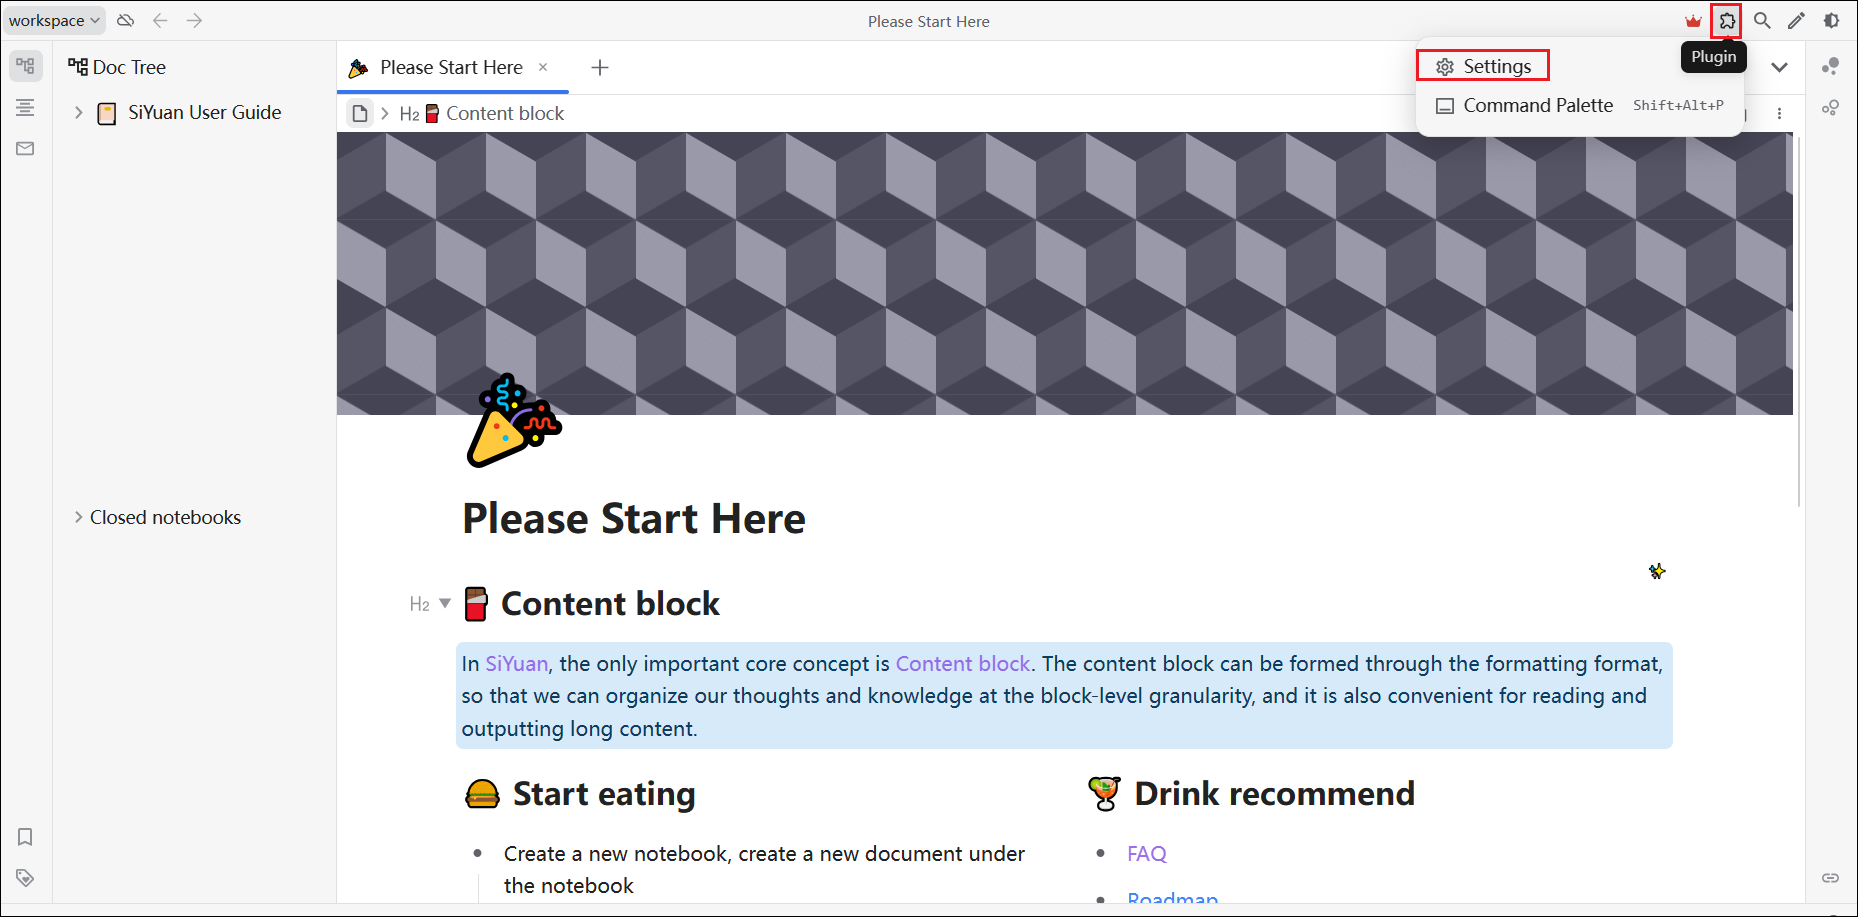 workspace
Please Start Here
Plugin
Settings
Command Palette Shift+Alt+P
Doc Tree
SiYuan User Guide
Closed notebooks
Please Start Here
H2 Content block
Please Start Here
H2 Content block
In SiYuan, the only important core concept is Content block. The content block can be formed through the formatting format,
so that we can organize our thoughts and knowledge at the block-level granularity, and it is also convenient for reading and
outputting long content.
Start eating
Create a new notebook, create a new document under
the notebook
Drink recommend
FAQ
Roadmap